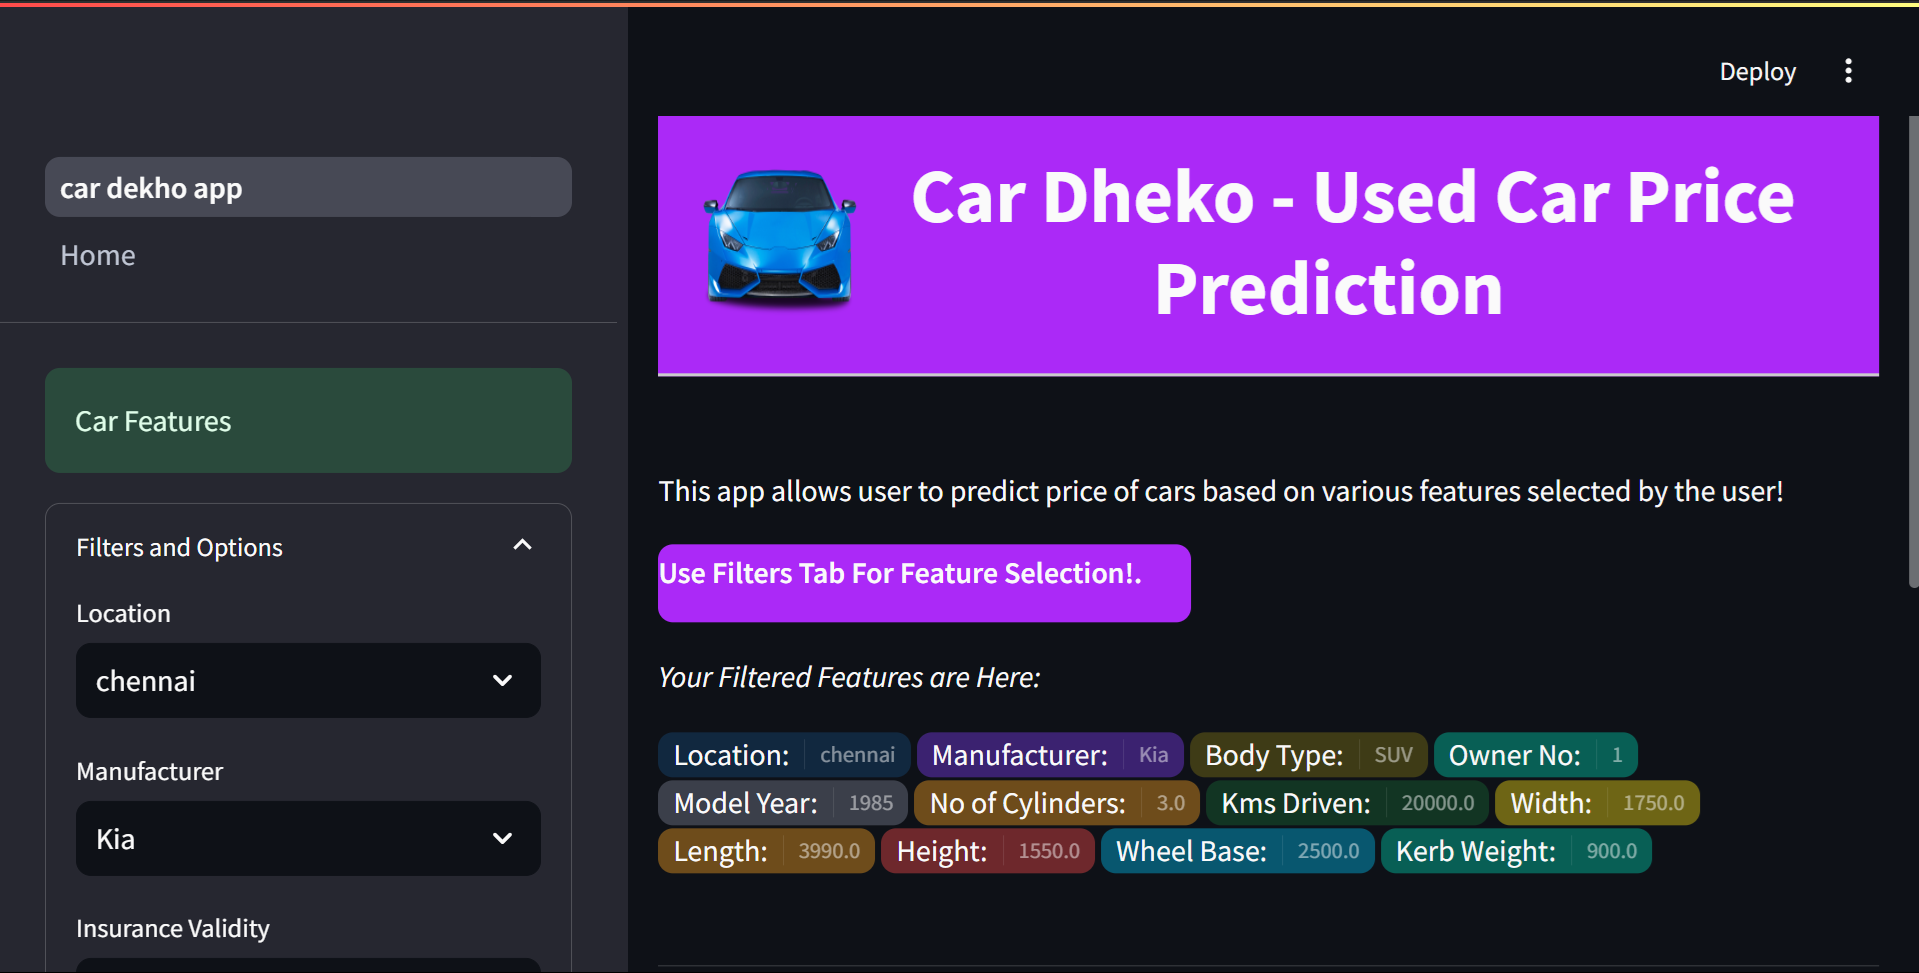 Deploy
car dekho app
Home
Car Features
Filters and Options
Location
chennai
Manufacturer
Kia
Insurance Validity
Car Dheko - Used Car Price
Prediction
This app allows user to predict price of cars based on various features selected by the user!
Use Filters Tab For Feature Selection!.
Your Filtered Features are Here:
Location: chennai Manufacturer: Kia Body Type: SUV Owner No: 1
Model Year: 1985 No of Cylinders: 3.0 Kms Driven: 20000.0 Width: 1750.0
Length: 3990.0 Height: 1550.0 Wheel Base: 2500.0 Kerb Weight: 900.0